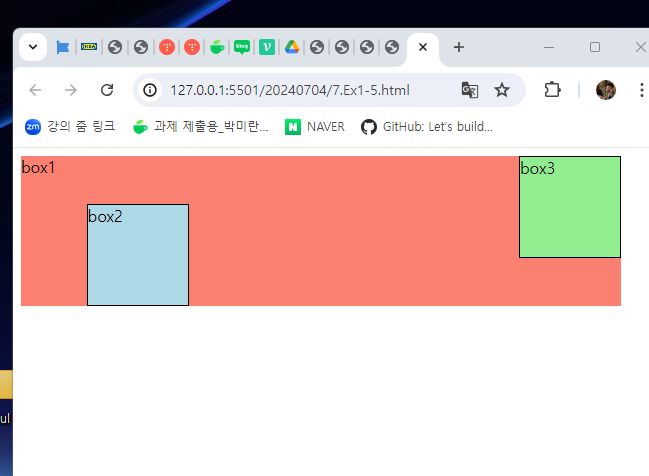 127.0.0.1:5501/20240704/7.Ex1-5.html
zm 강의 줌 링크 과제 제출용_박미란... N NAVER GitHub: Let's build...
box1 box3
box2
ul